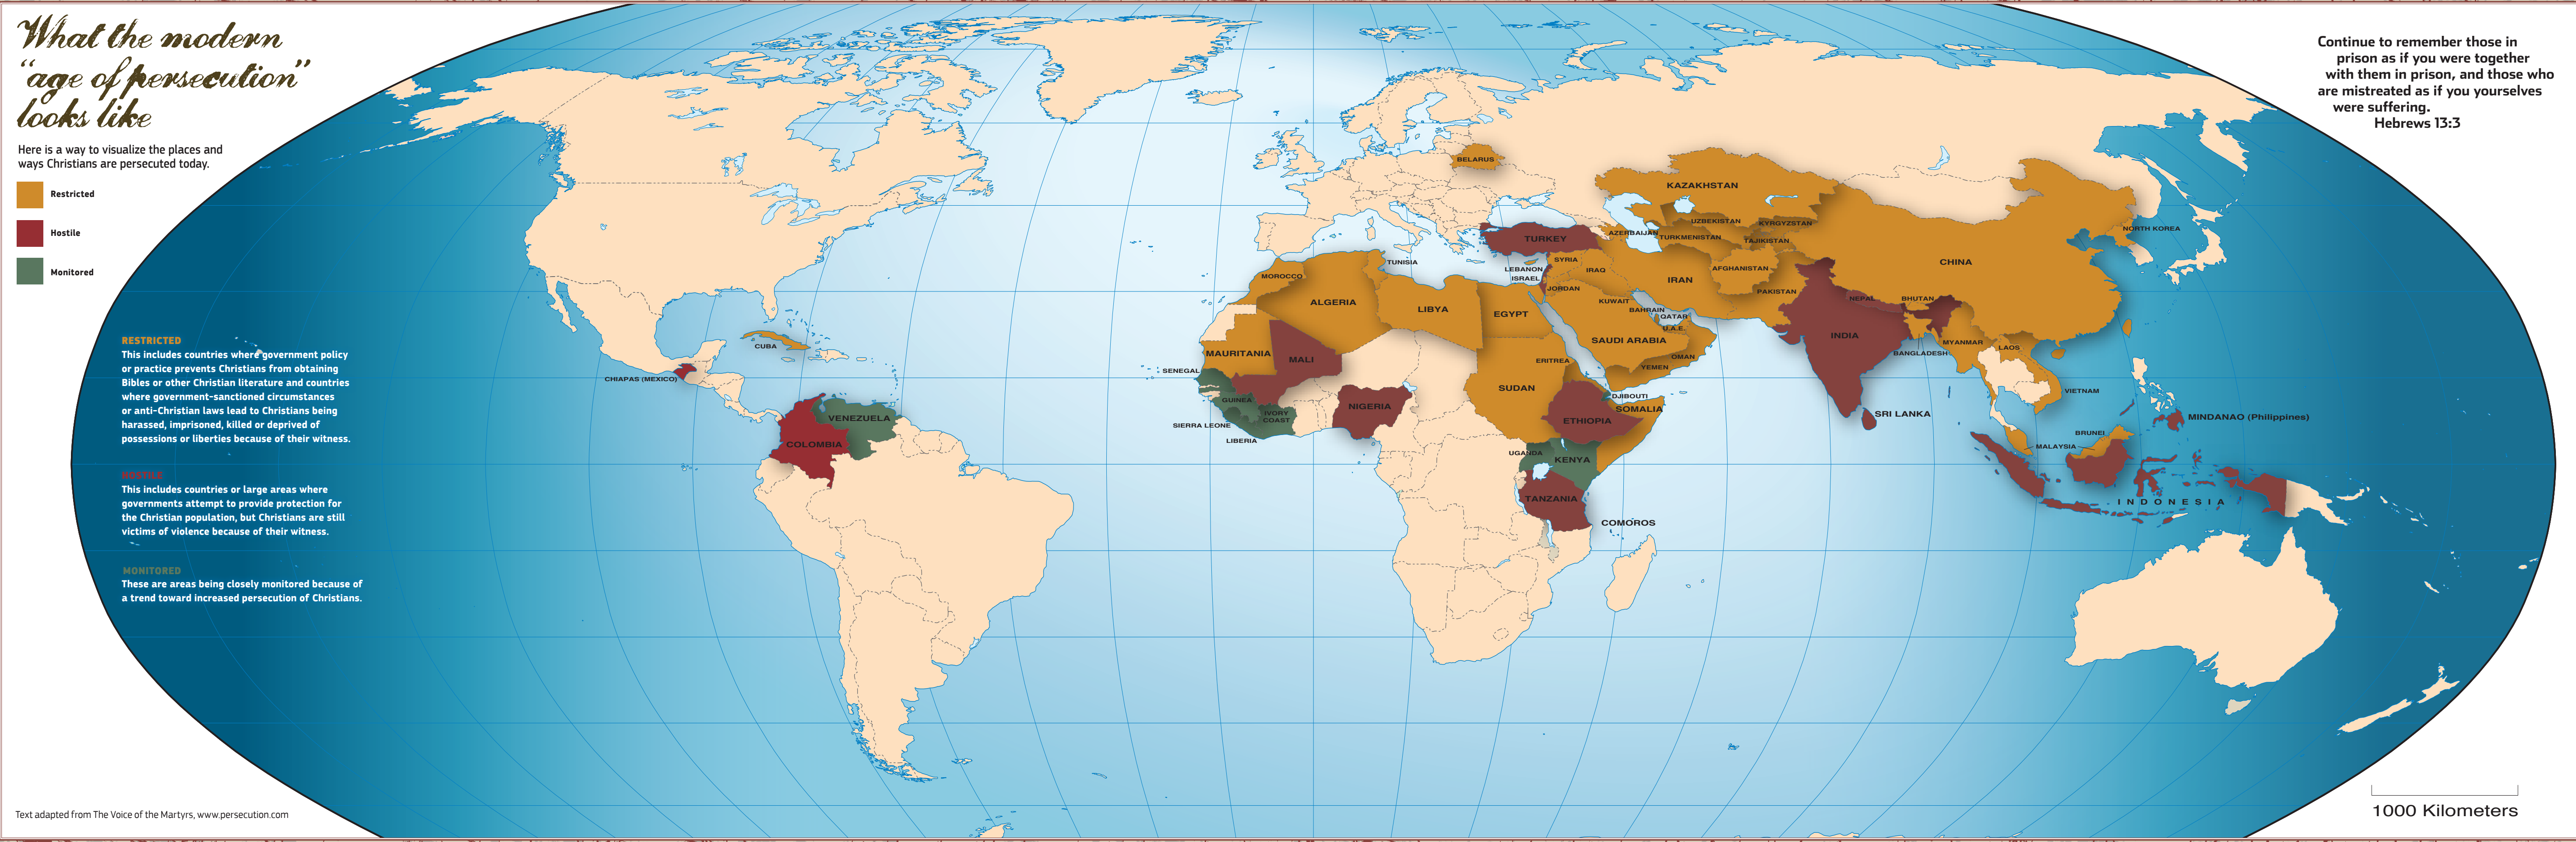 What the modern
“age of persecution”
looks like
Here is a way to visualize the places and
ways Christians are persecuted today.
Restricted
Hostile
Monitored
RESTRICTED
This includes countries where government policy
or practice prevents Christians from obtaining
Bibles or other Christian literature and countries
where government-sanctioned circumstances
or anti-Christian laws lead to Christians being
harassed, imprisoned, killed or deprived of
possessions or liberties because of their witness.
HOSTILE
This includes countries or large areas where
governments attempt to provide protection for
the Christian population, but Christians are still
victims of violence because of their witness.
MONITORED
These are areas being closely monitored because of
a trend toward increased persecution of Christians.
Text adapted from The Voice of the Martyrs, www.persecution.com
Continue to remember those in
prison as if you were together
with them in prison, and those who
are mistreated as if you yourselves
were suffering.
Hebrews 13:3
CUBA
CHIAPAS (MEXICO)
VENEZUELA
COLOMBIA
BELARUS
KAZAKHSTAN
UZBEKISTAN
KYRGYZSTAN
AZERBAIJAN
TURKMENISTAN
TAJIKISTAN
TURKEY
TUNISIA
SYRIA
LEBANON
IRAQ
ISRAEL
JORDAN
IRAN
AFGHANISTAN
PAKISTAN
KUWAIT
BAHRAIN
QATAR
U.A.E.
SAUDI ARABIA
OMAN
YEMEN
MOROCCO
ALGERIA
LIBYA
EGYPT
MAURITANIA
MALI
SENEGAL
GUINEA
SIERRA LEONE
IVORY
COAST
LIBERIA
NIGERIA
SUDAN
ERITREA
DJIBOUTI
SOMALIA
ETHIOPIA
UGANDA
KENYA
TANZANIA
COMOROS
CHINA
NORTH KOREA
NEPAL
BHUTAN
INDIA
BANGLADESH
MYANMAR
LAOS
VIETNAM
SRI LANKA
MINDANAO (Philippines)
BRUNEI
MALAYSIA
INDONESIA
1000 Kilometers